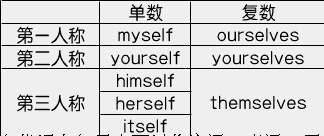 单数 复数
第一人称 myself ourselves
第二人称 yourself yourselves
himself
第三人称 herself themselves
itself